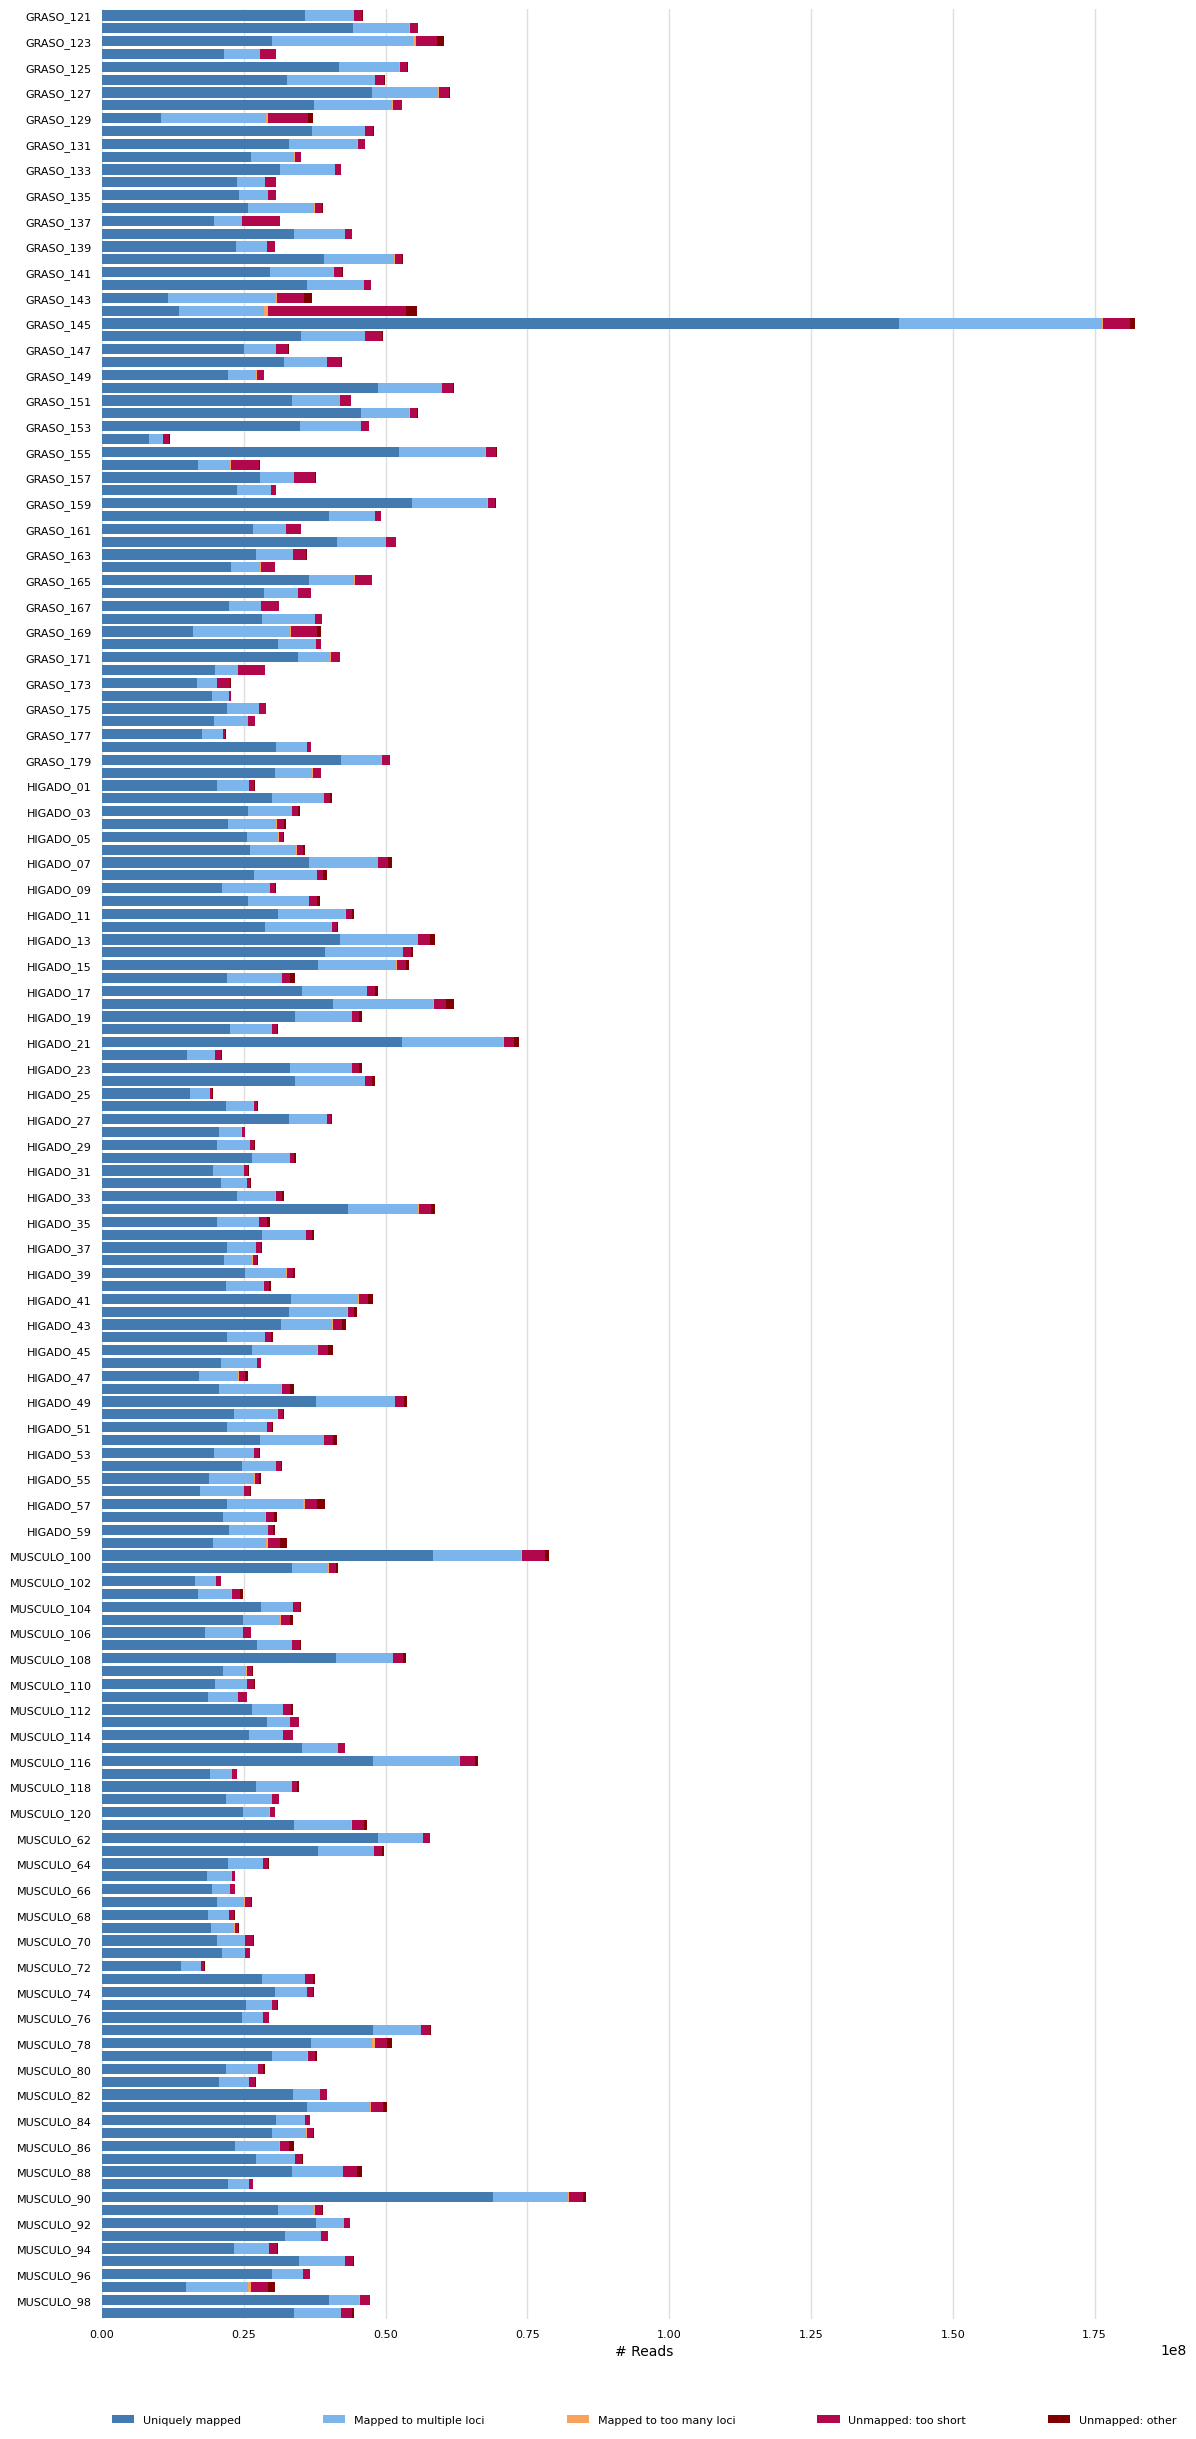 GRASO_121
GRASO_123
GRASO_125
GRASO_127
GRASO_129
GRASO_131
GRASO_133
GRASO_135
GRASO_137
GRASO_139
GRASO_141
GRASO_143
GRASO_145
GRASO_147
GRASO_149
GRASO_151
GRASO_153
GRASO_155
GRASO_157
GRASO_159
GRASO_161
GRASO_163
GRASO_165
GRASO_167
GRASO_169
GRASO_171
GRASO_173
GRASO_175
GRASO_177
GRASO_179
HIGADO_01
HIGADO_03
HIGADO_05
HIGADO_07
HIGADO_09
HIGADO_11
HIGADO_13
HIGADO_15
HIGADO_17
HIGADO_19
HIGADO_21
HIGADO_23
HIGADO_25
HIGADO_27
HIGADO_29
HIGADO_31
HIGADO_33
HIGADO_35
HIGADO_37
HIGADO_39
HIGADO_41
HIGADO_43
HIGADO_45
HIGADO_47
HIGADO_49
HIGADO_51
HIGADO_53
HIGADO_55
HIGADO_57
HIGADO_59
MUSCULO_100
MUSCULO_102
MUSCULO_104
MUSCULO_106
MUSCULO_108
MUSCULO_110
MUSCULO_112
MUSCULO_114
MUSCULO_116
MUSCULO_118
MUSCULO_120
MUSCULO_62
MUSCULO_64
MUSCULO_66
MUSCULO_68
MUSCULO_70
MUSCULO_72
MUSCULO_74
MUSCULO_76
MUSCULO_78
MUSCULO_80
MUSCULO_82
MUSCULO_84
MUSCULO_86
MUSCULO_88
MUSCULO_90
MUSCULO_92
MUSCULO_94
MUSCULO_96
MUSCULO_98
0.00 0.25 0.50 0.75 1.00 1.25 1.50 1.75
# Reads 1e8
Uniquely mapped Mapped to multiple loci Mapped to too many loci Unmapped: too short Unmapped: other